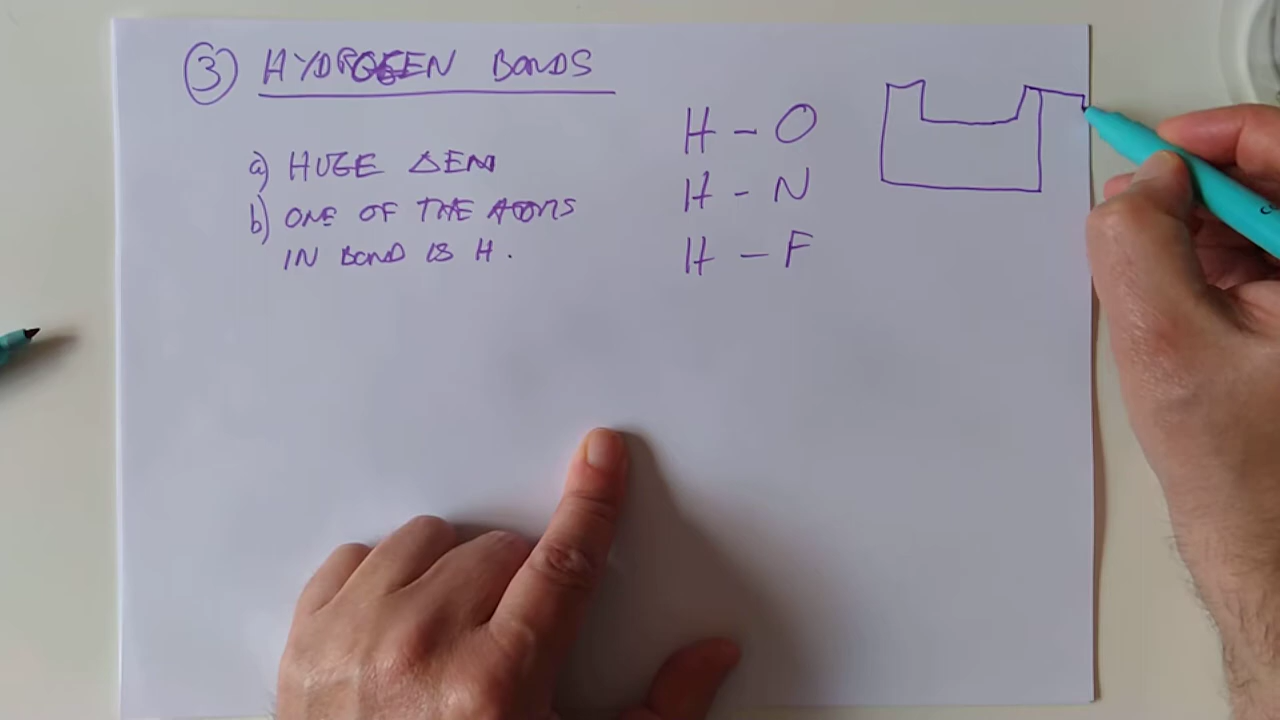 3 HYDROGEN BONDS
a) HUGE ΔEN
b) ONE OF THE ATOMS
IN BOND IS H.
H - O
H - N
H - F